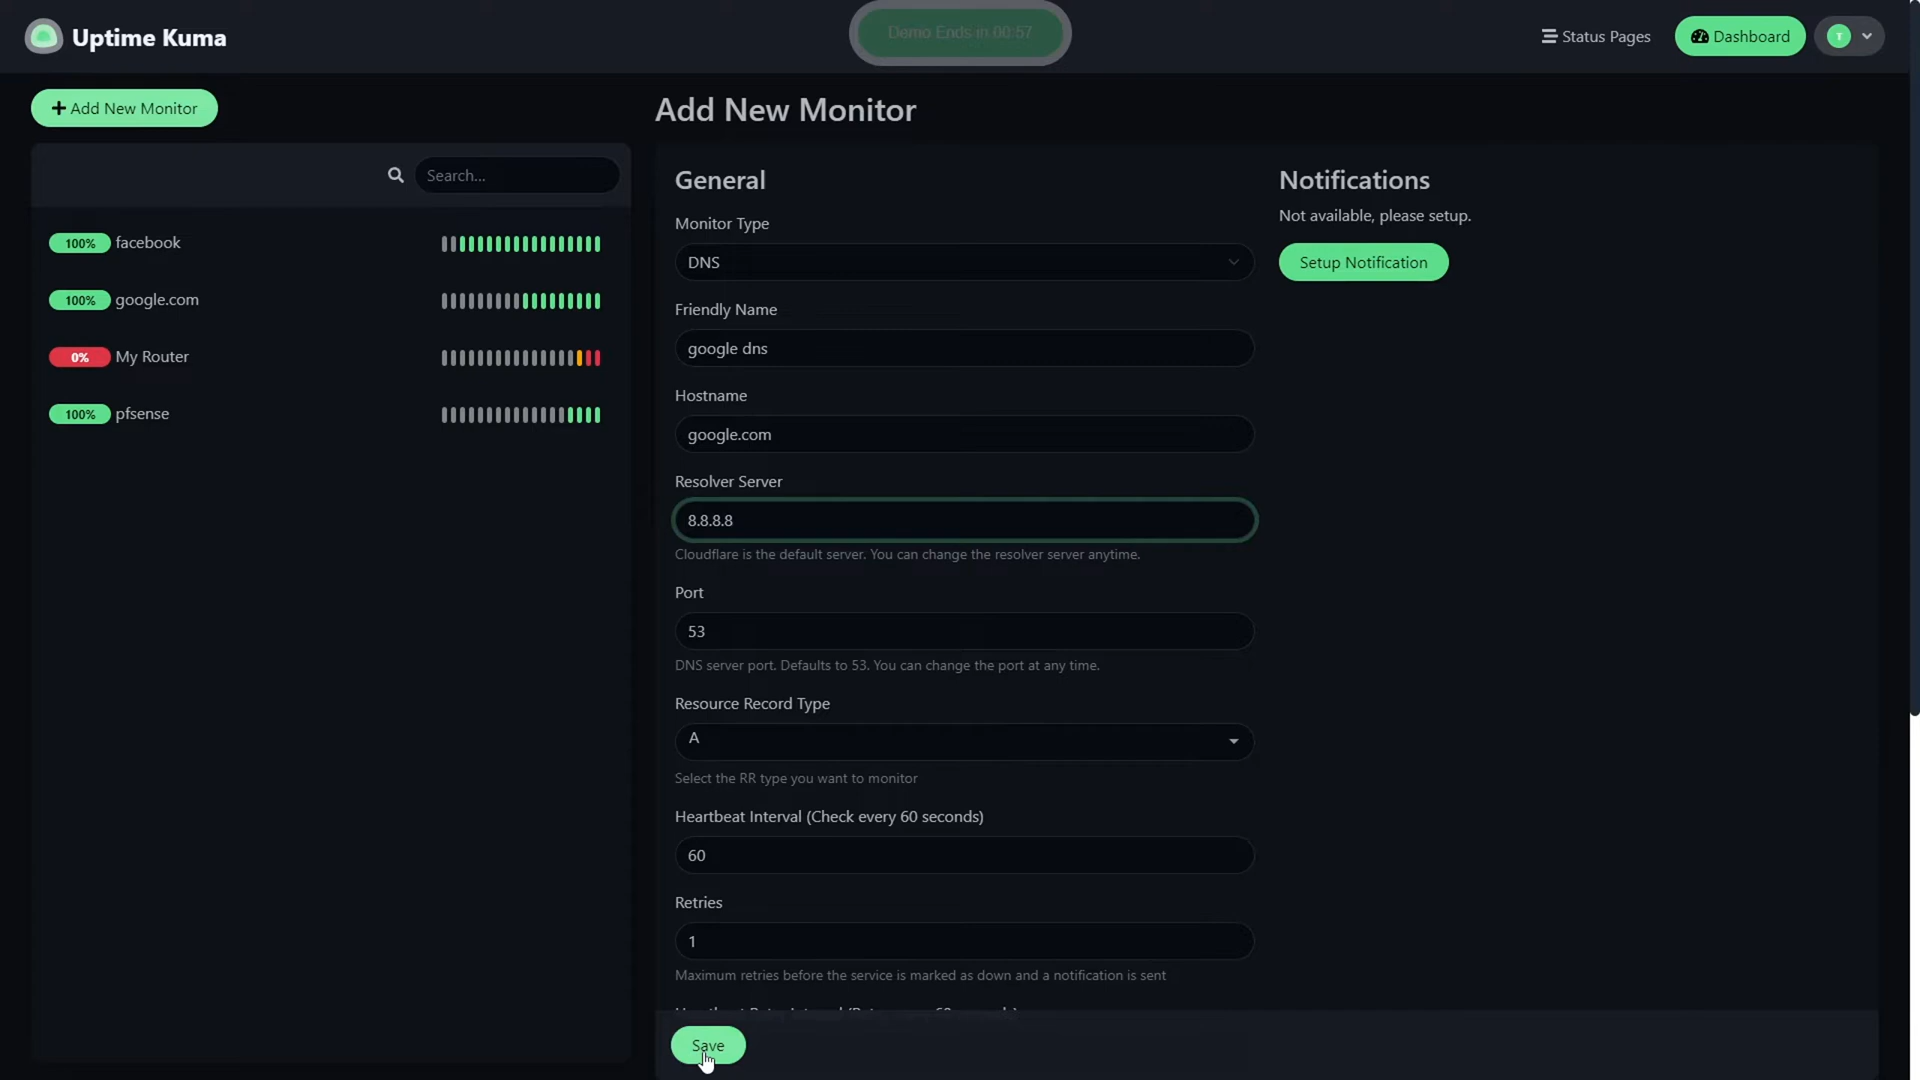 Uptime Kuma
Demo Ends in 00:57
Status Pages
Dashboard
T
Add New Monitor
Search...
100% facebook
100% google.com
0% My Router
100% pfsense
Add New Monitor
General
Monitor Type
DNS
Friendly Name
google dns
Hostname
google.com
Resolver Server
8.8.8.8
Cloudflare is the default server. You can change the resolver server anytime.
Port
53
DNS server port. Defaults to 53. You can change the port at any time.
Resource Record Type
A
Select the RR type you want to monitor
Heartbeat Interval (Check every 60 seconds)
60
Retries
1
Maximum retries before the service is marked as down and a notification is sent
Save
Notifications
Not available, please setup.
Setup Notification